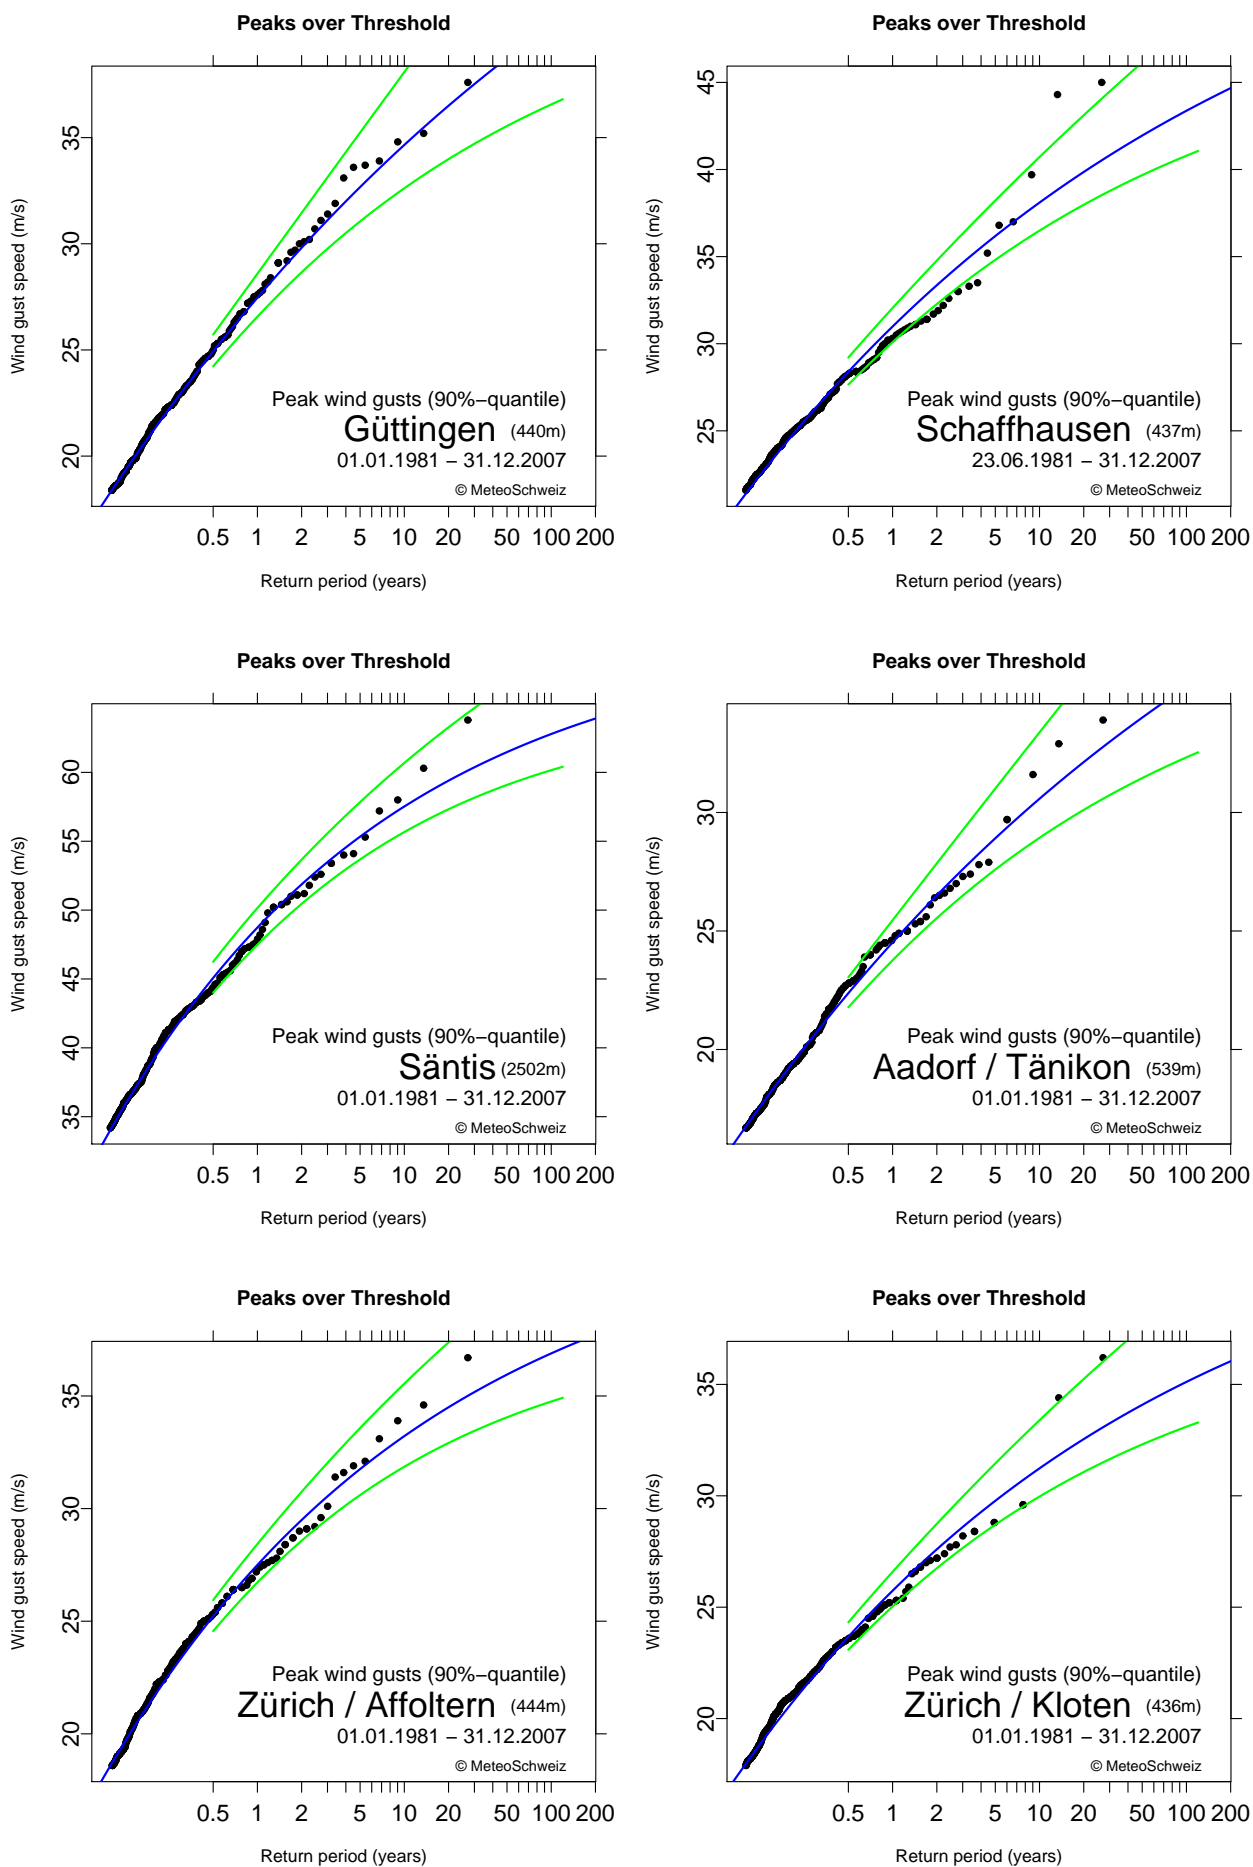 Peaks over Threshold
Wind gust speed (m/s)
35
30
25
20
Peak wind gusts (90%−quantile)
Güttingen (440m)
01.01.1981 − 31.12.2007
© MeteoSchweiz
0.5 1 2 5 10 20 50 100 200
Return period (years)
Peaks over Threshold
Wind gust speed (m/s)
45
40
35
30
25
Peak wind gusts (90%−quantile)
Schaffhausen (437m)
23.06.1981 − 31.12.2007
© MeteoSchweiz
0.5 1 2 5 10 20 50 100 200
Return period (years)
Peaks over Threshold
Wind gust speed (m/s)
60
55
50
45
40
35
Peak wind gusts (90%−quantile)
Säntis (2502m)
01.01.1981 − 31.12.2007
© MeteoSchweiz
0.5 1 2 5 10 20 50 100 200
Return period (years)
Peaks over Threshold
Wind gust speed (m/s)
30
25
20
Peak wind gusts (90%−quantile)
Aadorf / Tänikon (539m)
01.01.1981 − 31.12.2007
© MeteoSchweiz
0.5 1 2 5 10 20 50 100 200
Return period (years)
Peaks over Threshold
Wind gust speed (m/s)
35
30
25
20
Peak wind gusts (90%−quantile)
Zürich / Affoltern (444m)
01.01.1981 − 31.12.2007
© MeteoSchweiz
0.5 1 2 5 10 20 50 100 200
Return period (years)
Peaks over Threshold
Wind gust speed (m/s)
35
30
25
20
Peak wind gusts (90%−quantile)
Zürich / Kloten (436m)
01.01.1981 − 31.12.2007
© MeteoSchweiz
0.5 1 2 5 10 20 50 100 200
Return period (years)